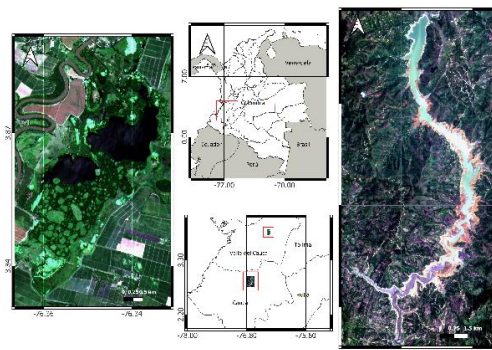 3.87
3.84
-76.36
-76.34
0 0.25 0.5 km
Venezuela
7.00
Colombia
0.00
Ecuador
Brasil
Perú
-77.00
-70.00
Tolima
Valle del Cauca
3.30
Cauca
Huila
2.20
-78.00
-76.80
-75.60
0 0.75 1.5 km